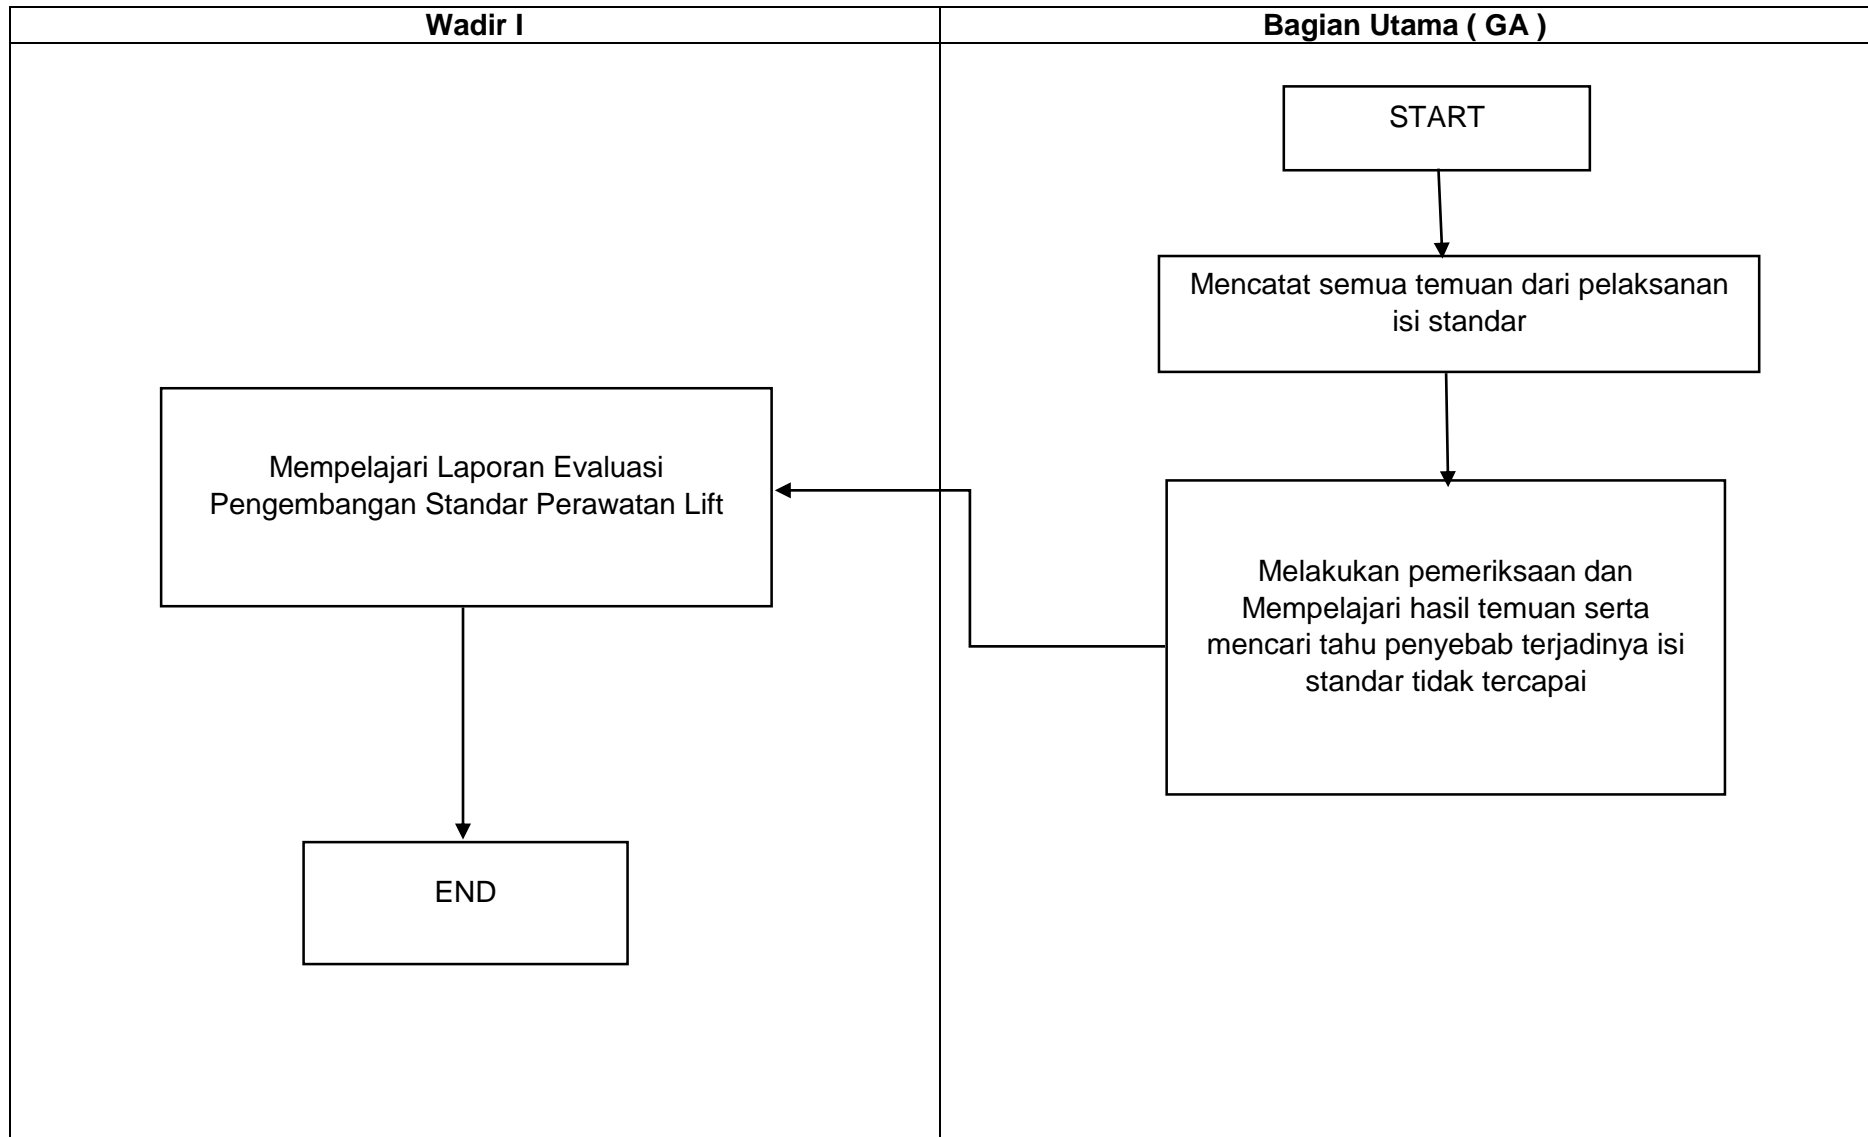 Wadir I
Bagian Utama ( GA )
START
Mencatat semua temuan dari pelaksanan
isi standar
Melakukan pemeriksaan dan
Mempelajari hasil temuan serta
mencari tahu penyebab terjadinya isi
standar tidak tercapai
Mempelajari Laporan Evaluasi
Pengembangan Standar Perawatan Lift
END